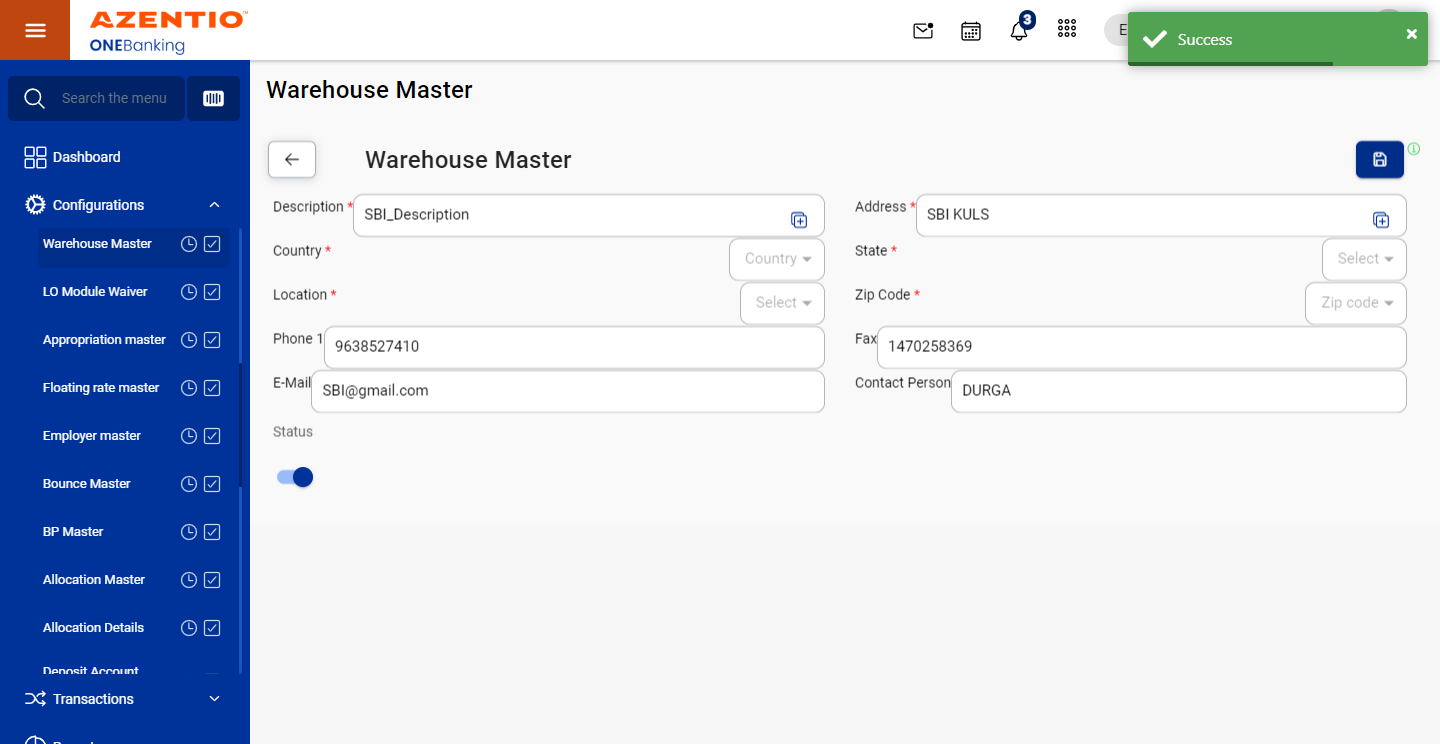 AZENTIO™
ONEBanking
3
E
Success
Search the menu
Dashboard
Configurations
Warehouse Master
LO Module Waiver
Appropriation master
Floating rate master
Employer master
Bounce Master
BP Master
Allocation Master
Allocation Details
Deposit Account
Transactions
Warehouse Master
Warehouse Master
Description * SBI_Description
Address * SBI KULS
Country * Country
State * Select
Location * Select
Zip Code * Zip code
Phone 1 9638527410
Fax 1470258369
E-Mail SBI@gmail.com
Contact Person DURGA
Status